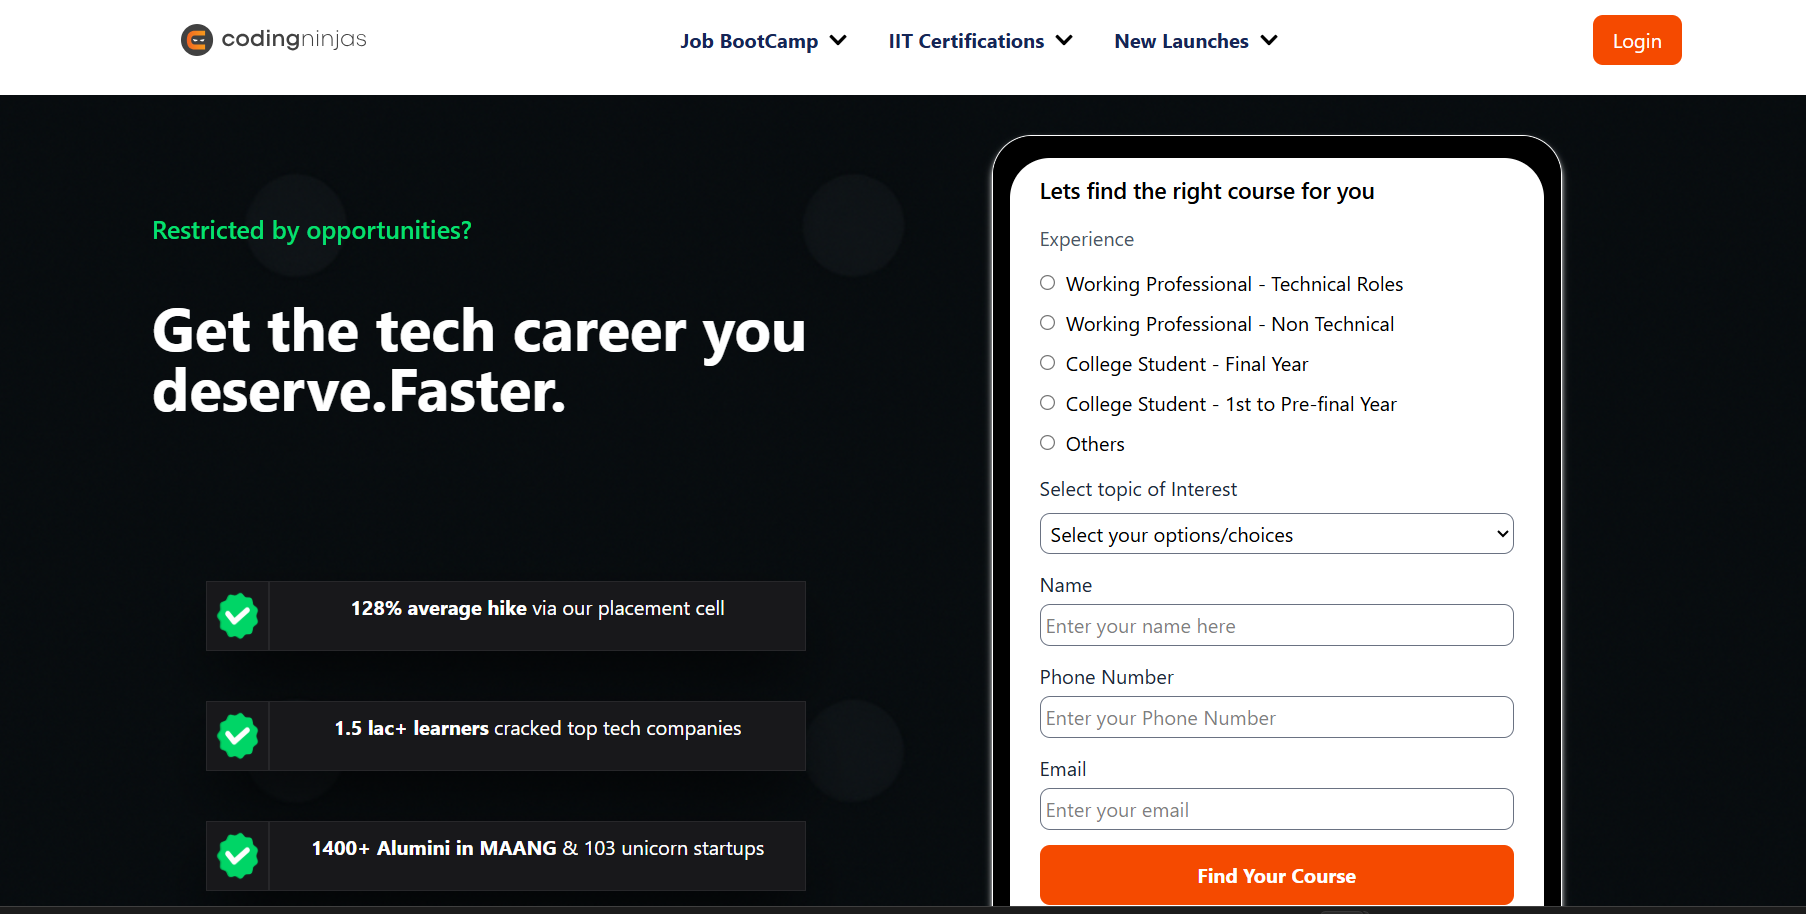 codingninjas
Job BootCamp
IIT Certifications
New Launches
Login
Restricted by opportunities?
Get the tech career you
deserve.Faster.
128% average hike via our placement cell
1.5 lac+ learners cracked top tech companies
1400+ Alumini in MAANG & 103 unicorn startups
Lets find the right course for you
Experience
Working Professional - Technical Roles
Working Professional - Non Technical
College Student - Final Year
College Student - 1st to Pre-final Year
Others
Select topic of Interest
Select your options/choices
Name
Enter your name here
Phone Number
Enter your Phone Number
Email
Enter your email
Find Your Course